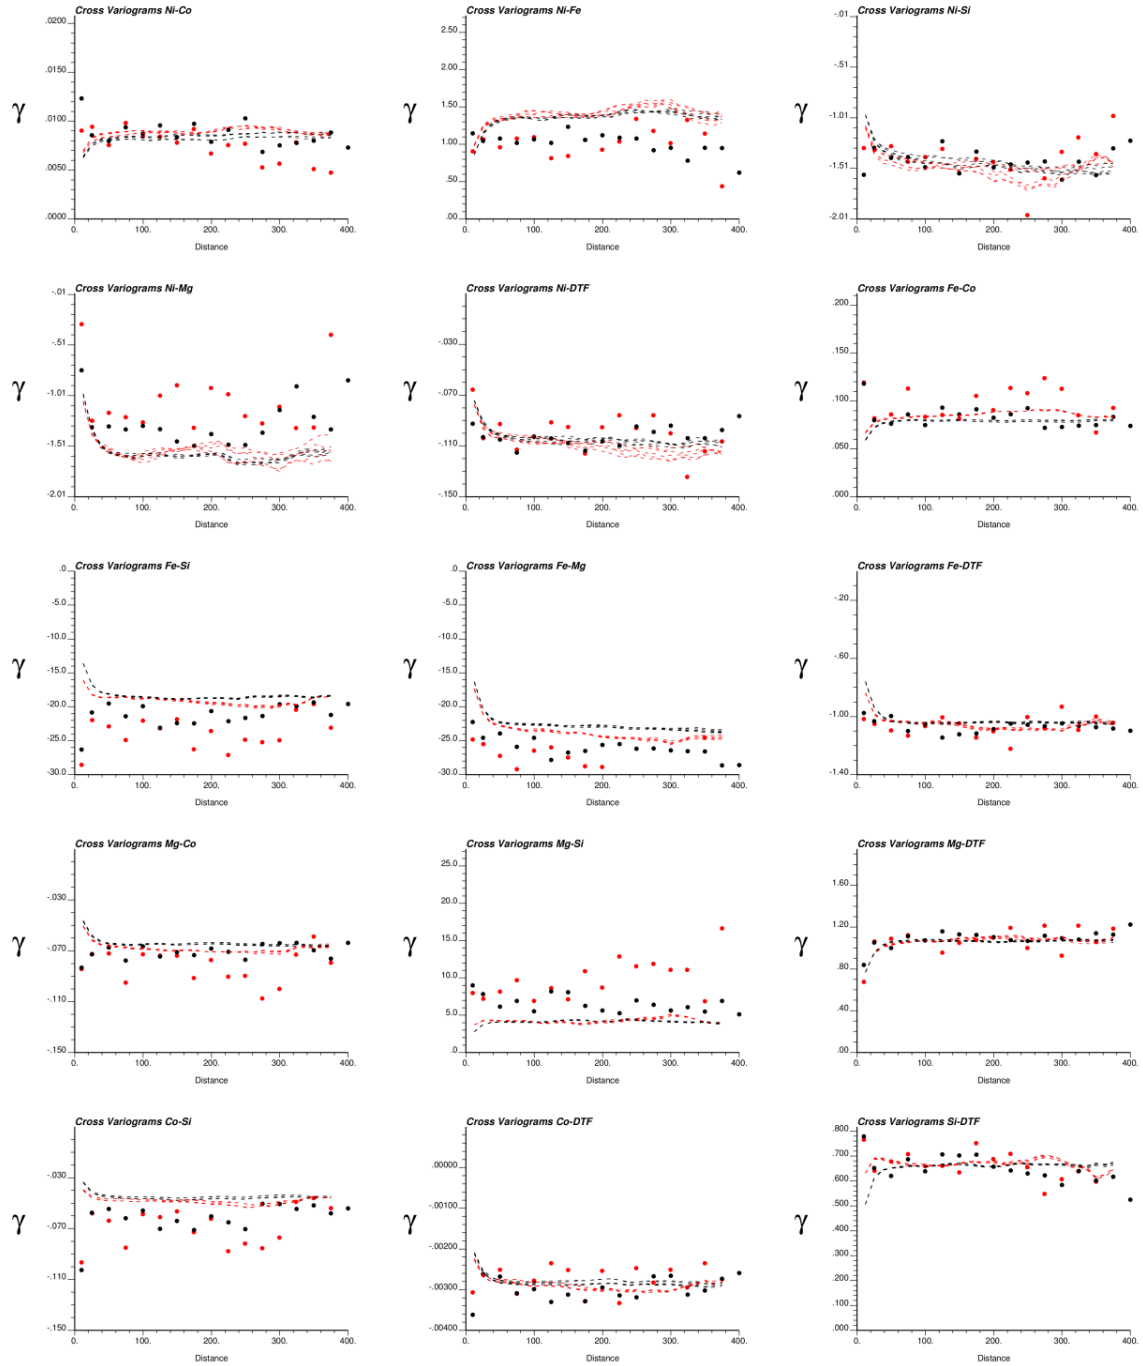 Cross Variograms Ni-Co
.0200
.0150
.0100
.0050
.0000
γ
0. 100. 200. 300. 400.
Distance
Cross Variograms Ni-Fe
2.50
2.00
1.50
1.00
.50
.00
γ
0. 100. 200. 300. 400.
Distance
Cross Variograms Ni-Si
-.01
-.51
-1.01
-1.51
-2.01
γ
0. 100. 200. 300. 400.
Distance
Cross Variograms Ni-Mg
-.01
-.51
-1.01
-1.51
-2.01
γ
0. 100. 200. 300. 400.
Distance
Cross Variograms Ni-DTF
-.030
-.070
-.110
-.150
γ
0. 100. 200. 300. 400.
Distance
Cross Variograms Fe-Co
.200
.150
.100
.050
.000
γ
0. 100. 200. 300. 400.
Distance
Cross Variograms Fe-Si
.0
-5.0
-10.0
-15.0
-20.0
-25.0
-30.0
γ
0. 100. 200. 300. 400.
Distance
Cross Variograms Fe-Mg
.0
-5.0
-10.0
-15.0
-20.0
-25.0
-30.0
γ
0. 100. 200. 300. 400.
Distance
Cross Variograms Fe-DTF
-.20
-.60
-1.00
-1.40
γ
0. 100. 200. 300. 400.
Distance
Cross Variograms Mg-Co
-.030
-.070
-.110
-.150
γ
0. 100. 200. 300. 400.
Distance
Cross Variograms Mg-Si
25.0
20.0
15.0
10.0
5.0
.0
γ
0. 100. 200. 300. 400.
Distance
Cross Variograms Mg-DTF
1.60
1.20
.80
.40
.00
γ
0. 100. 200. 300. 400.
Distance
Cross Variograms Co-Si
-.030
-.070
-.110
-.150
γ
0. 100. 200. 300. 400.
Distance
Cross Variograms Co-DTF
.00000
-.00100
-.00200
-.00300
-.00400
γ
0. 100. 200. 300. 400.
Distance
Cross Variograms Si-DTF
.800
.700
.600
.500
.400
.300
.200
.100
.000
γ
0. 100. 200. 300. 400.
Distance